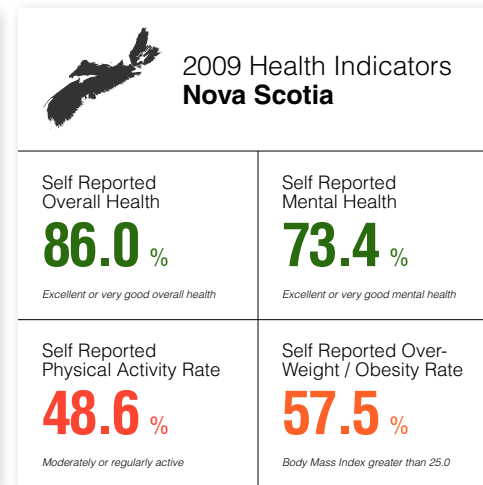 2009 Health Indicators
Nova Scotia
Self Reported
Overall Health
86.0 %
Excellent or very good overall health
Self Reported
Mental Health
73.4 %
Excellent or very good mental health
Self Reported
Physical Activity Rate
48.6 %
Moderately or regularly active
Self Reported Over-
Weight / Obesity Rate
57.5 %
Body Mass Index greater than 25.0